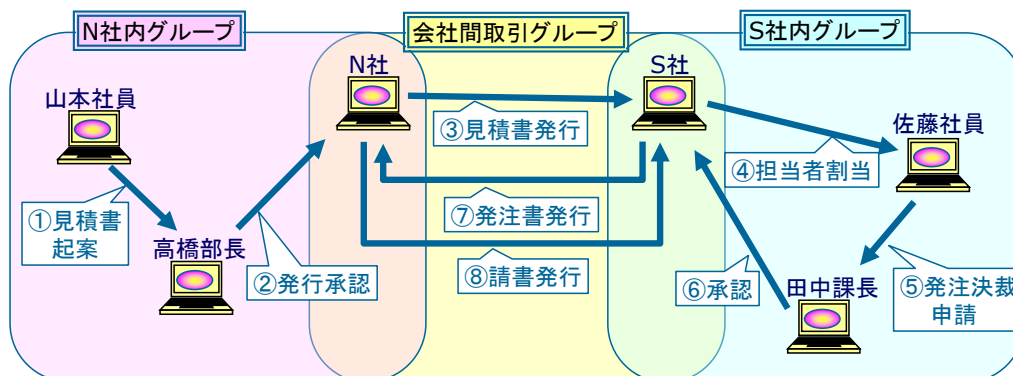 N社内グループ
会社間取引グループ
S社内グループ
N社
S社
山本社員
佐藤社員
③見積書発行
④担当者割当
①見積書
起案
高橋部長
②発行承認
⑦発注書発行
⑧請書発行
⑥承認
田中課長
⑤発注決裁
申請